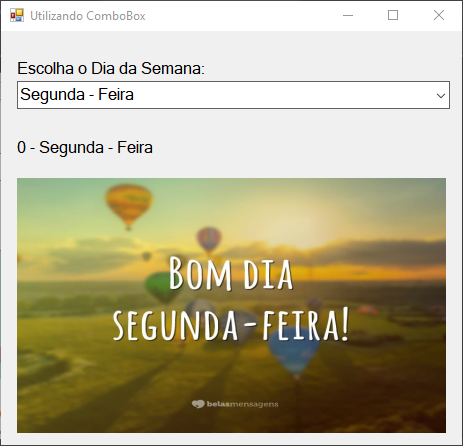 Utilizando ComboBox
Escolha o Dia da Semana:
Segunda - Feira
0 - Segunda - Feira
BOM DIA
SEGUNDA-FEIRA!
belasmensagens